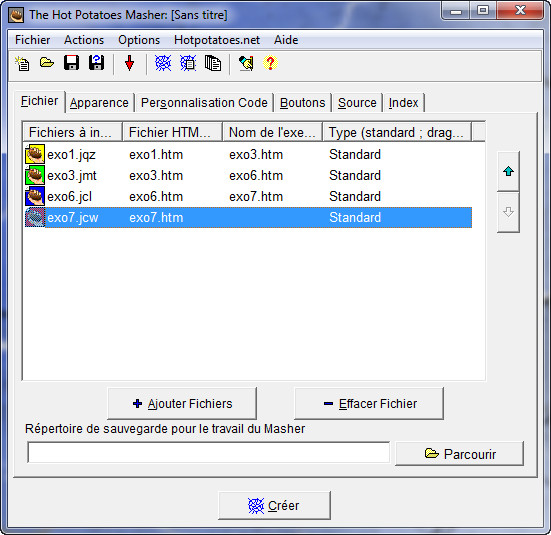 The Hot Potatoes Masher: [Sans titre]
Fichier Actions Options Hotpotatoes.net Aide
Fichier Apparence Personnalisation Code Boutons Source Index
Fichiers à in... Fichier HTM... Nom de l'exe... Type (standard ; drag...
exo1.jqz exo1.htm exo3.htm Standard
exo3.jmt exo3.htm exo6.htm Standard
exo6.jcl exo6.htm exo7.htm Standard
exo7.jcw exo7.htm Standard
Ajouter Fichiers Effacer Fichier
Répertoire de sauvegarde pour le travail du Masher
Parcourir
Créer